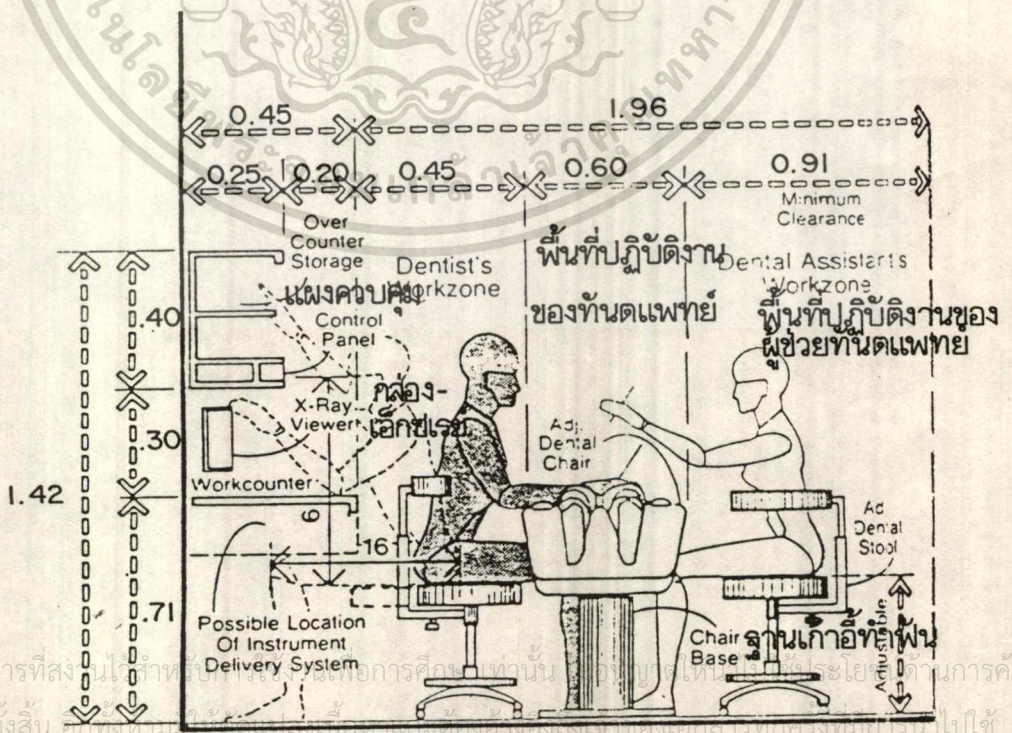 0.45
1.96
0.25
0.20
0.45
0.60
0.91
Minimum
Clearance
Over
Counter
Storage
Dentist's
Workzone
พื้นที่ปฏิบัติงาน
ของทันตแพทย์
Dental Assistants
Workzone
พื้นที่ปฏิบัติงานของ
ผู้ช่วยทันตแพทย์
แผงควบคุม
Control
Panel
.40
X-Ray
Viewer
กล่อง-
เอ็กซเรย์
Adj.
Dental
Chair
.30
1.42
Workcounter
6
16
Ad
Dental
Stool
.71
Possible Location
Of Instrument
Delivery System
Chair
Base
ฐานเก้าอี้ทำฟัน
Adjustable